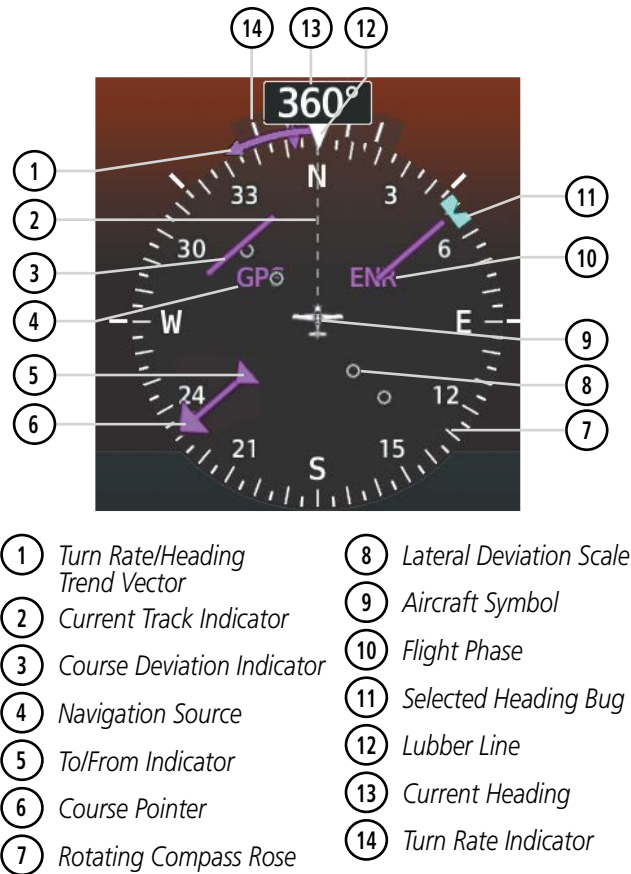 14 13 12
360°
1
N
33 3
2
11
30 6
3
GPS ENR
10
4
W E
9
5
8
24 12
6
7
21 15
S
1 Turn Rate/Heading
Trend Vector
2 Current Track Indicator
3 Course Deviation Indicator
4 Navigation Source
5 To/From Indicator
6 Course Pointer
7 Rotating Compass Rose
8 Lateral Deviation Scale
9 Aircraft Symbol
10 Flight Phase
11 Selected Heading Bug
12 Lubber Line
13 Current Heading
14 Turn Rate Indicator